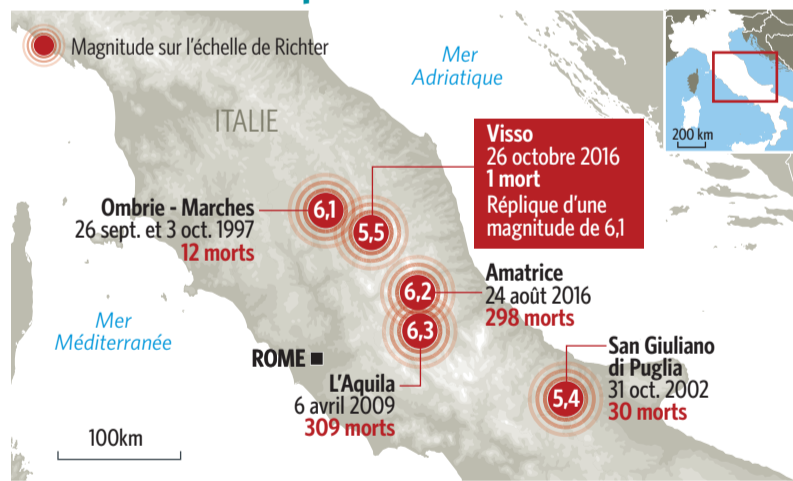 Magnitude sur l'échelle de Richter
Mer
Adriatique
ITALIE
200 km
Visso
26 octobre 2016
1 mort
Réplique d'une
magnitude de 6,1
Ombrie - Marches
26 sept. et 3 oct. 1997
12 morts
6,1
5,5
Amatrice
24 août 2016
298 morts
6,2
6,3
Mer
Méditerranée
ROME
L'Aquila
6 avril 2009
309 morts
San Giuliano
di Puglia
31 oct. 2002
30 morts
5,4
100km